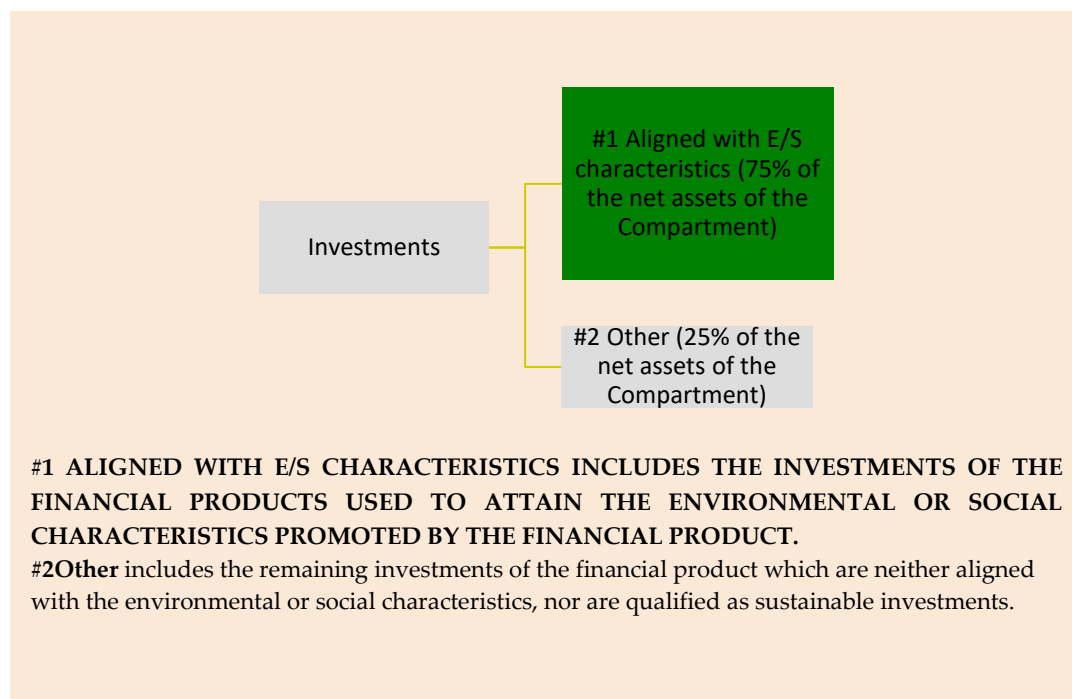 #1 Aligned with E/S
characteristics (75% of
the net assets of the
Compartment)
Investments
#2 Other (25% of the
net assets of the
Compartment)
#1 ALIGNED WITH E/S CHARACTERISTICS INCLUDES THE INVESTMENTS OF THE
FINANCIAL PRODUCTS USED TO ATTAIN THE ENVIRONMENTAL OR SOCIAL
CHARACTERISTICS PROMOTED BY THE FINANCIAL PRODUCT.
#2Other includes the remaining investments of the financial product which are neither aligned
with the environmental or social characteristics, nor are qualified as sustainable investments.